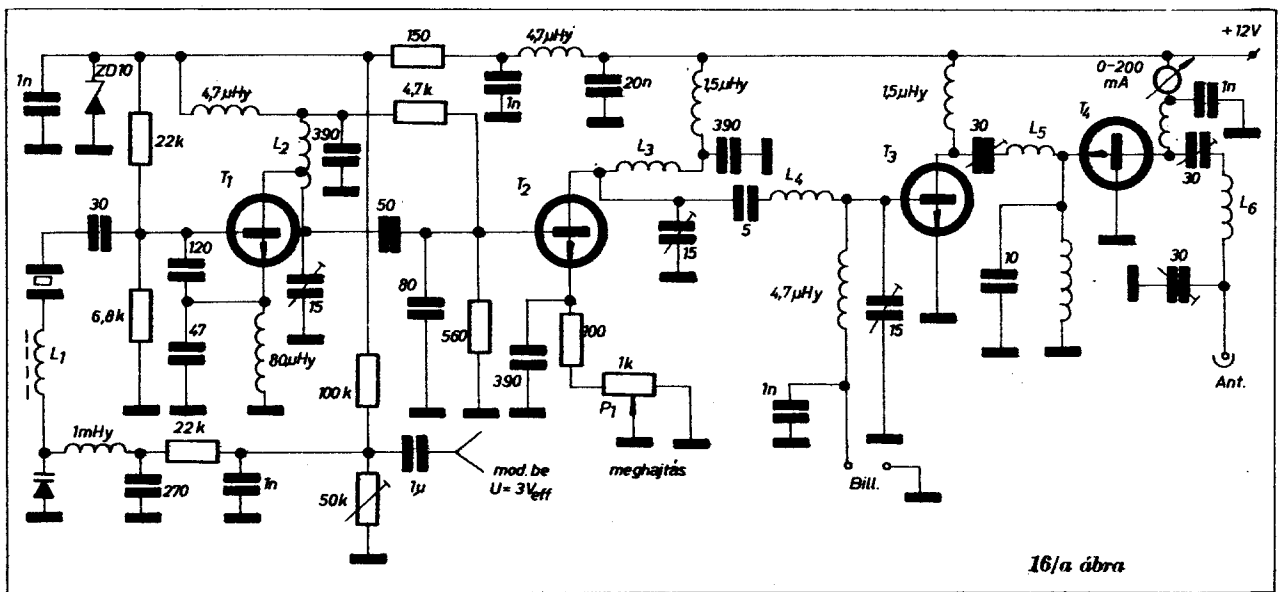 +12V
150
4,7µHy
0-200
mA
1n
ZD10
4,7µHy
4,7k
1n
20n
1,5µHy
1,5µHy
1n
22k
L2
390
390
30
L5
T4
T1
L3
T2
L4
T3
30
30
50
5
L6
120
15
15
10
30
6,8k
47
80µHy
80
560
4,7µHy
15
L1
100k
390
200
1k
P1
1n
Ant.
1mHy
22k
270
1n
1µ
mod. be
U = 3Veff
meghajtás
Bill.
50k
16/a ábra